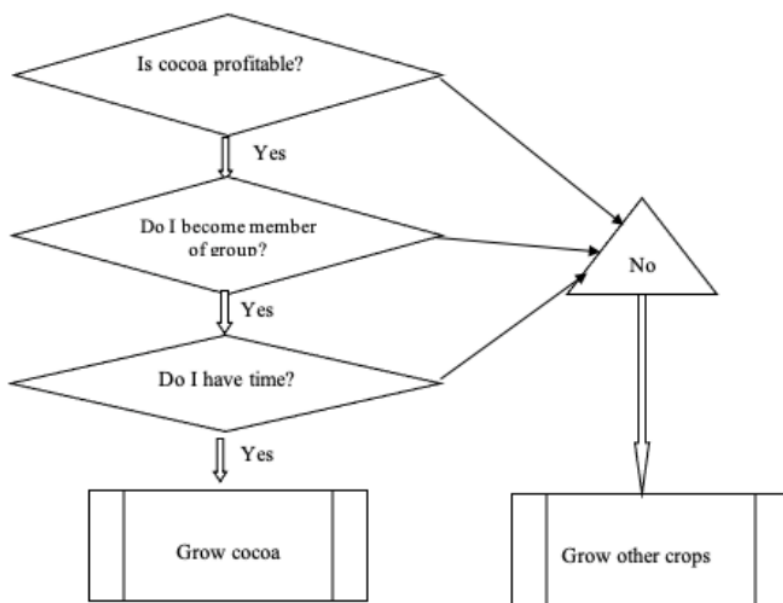 Is cocoa profitable?
Yes
Do I become member
of group?
No
Yes
Do I have time?
Yes
Grow cocoa
Grow other crops